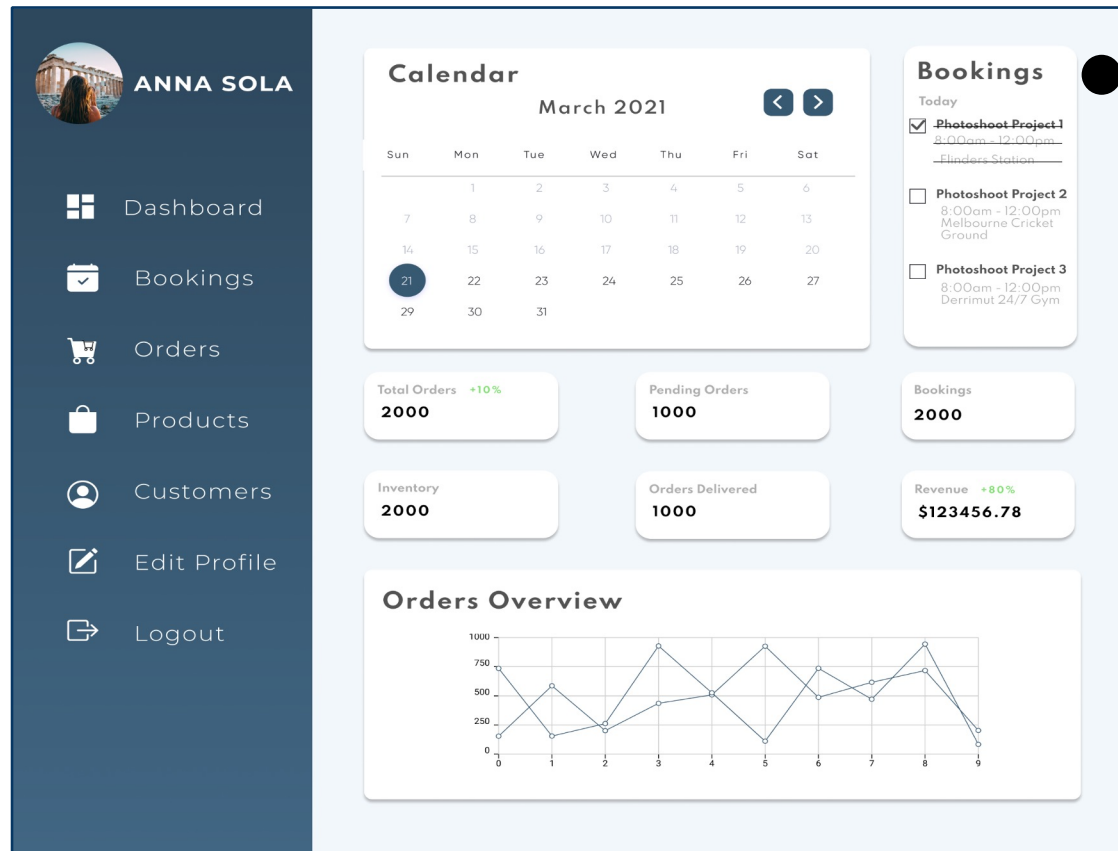 ANNA SOLA
Dashboard
Bookings
Orders
Products
Customers
Edit Profile
Logout
Calendar
March 2021
Sun Mon Tue Wed Thu Fri Sat
1 2 3 4 5 6
7 8 9 10 11 12 13
14 15 16 17 18 19 20
21 22 23 24 25 26 27
29 30 31
Bookings
Today
Photoshoot Project 1
8:00am - 12:00pm
Flinders Station
Photoshoot Project 2
8:00am - 12:00pm
Melbourne Cricket
Ground
Photoshoot Project 3
8:00am - 12:00pm
Derrimut 24/7 Gym
Total Orders +10%
2000
Pending Orders
1000
Bookings
2000
Inventory
2000
Orders Delivered
1000
Revenue +80%
$123456.78
Orders Overview
1000
750
500
250
0
0 1 2 3 4 5 6 7 8 9